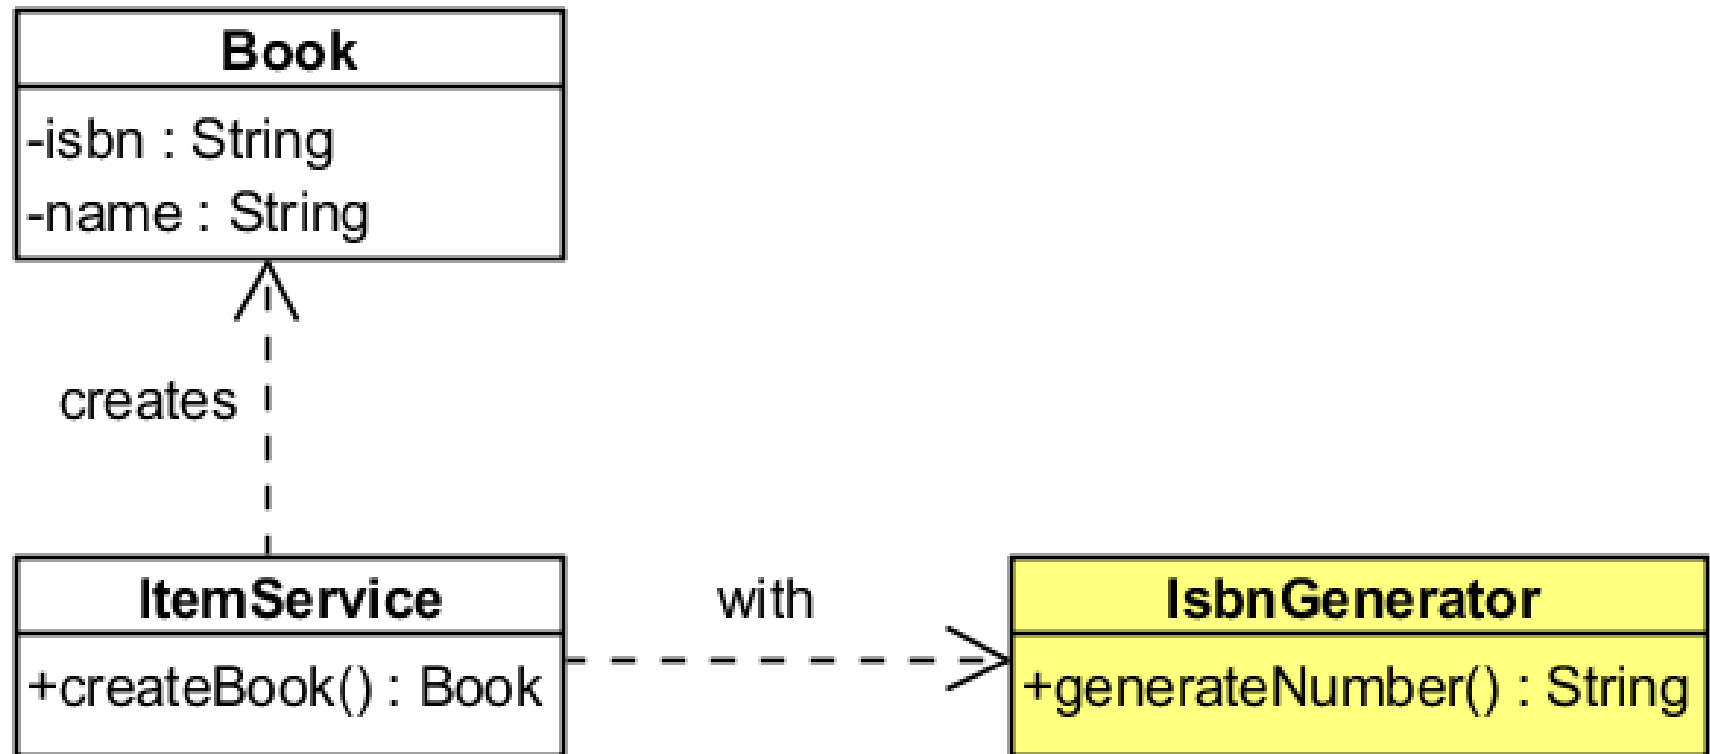 Book
-isbn : String
-name : String
creates
ItemService
+createBook() : Book
with
IsbnGenerator
+generateNumber() : String